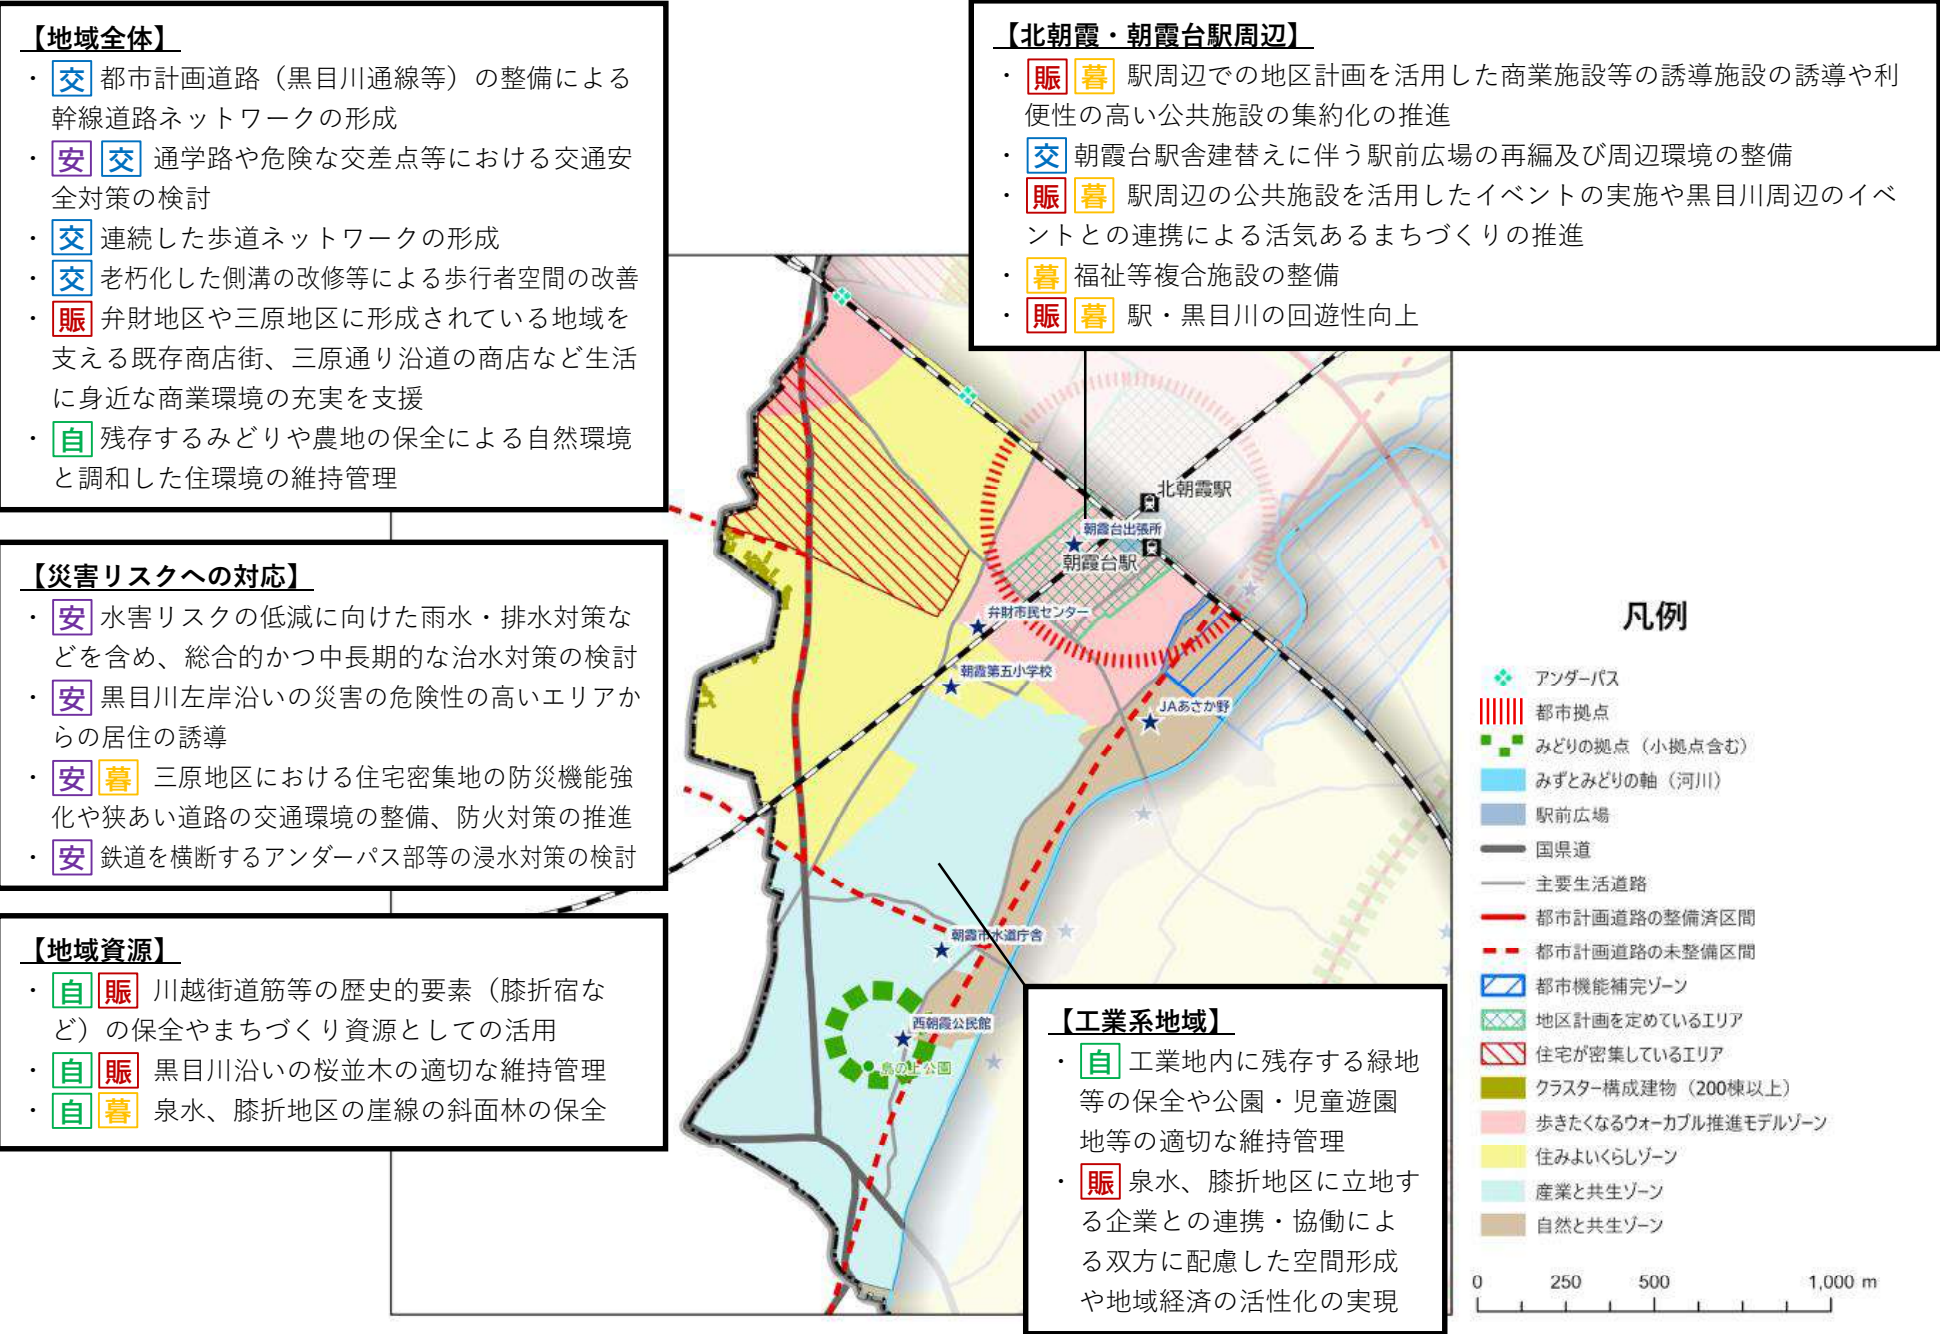 【地域全体】
・交 都市計画道路（黒目川通線等）の整備による
幹線道路ネットワークの形成
・安 交 通学路や危険な交差点等における交通安
全対策の検討
・交 連続した歩道ネットワークの形成
・交 老朽化した側溝の改修等による歩行者空間の改善
・賑 弁財地区や三原地区に形成されている地域を
支える既存商店街、三原通り沿道の商店など生活
に身近な商業環境の充実を支援
・自 残存するみどりや農地の保全による自然環境
と調和した住環境の維持管理
【北朝霞・朝霞台駅周辺】
・賑 暮 駅周辺での地区計画を活用した商業施設等の誘導施設の誘導や利
便性の高い公共施設の集約化の推進
・交 朝霞台駅舎建替えに伴う駅前広場の再編及び周辺環境の整備
・賑 暮 駅周辺の公共施設を活用したイベントの実施や黒目川周辺のイベ
ントとの連携による活気あるまちづくりの推進
・暮 福祉等複合施設の整備
・賑 暮 駅・黒目川の回遊性向上
【災害リスクへの対応】
・安 水害リスクの低減に向けた雨水・排水対策な
どを含め、総合的かつ中長期的な治水対策の検討
・安 黒目川左岸沿いの災害の危険性の高いエリアか
らの居住の誘導
・安 暮 三原地区における住宅密集地の防災機能強
化や狭あい道路の交通環境の整備、防火対策の推進
・安 鉄道を横断するアンダーパス部等の浸水対策の検討
【地域資源】
・自 賑 川越街道筋等の歴史的要素（膝折宿な
ど）の保全やまちづくり資源としての活用
・自 賑 黒目川沿いの桜並木の適切な維持管理
・自 暮 泉水、膝折地区の崖線の斜面林の保全
【工業系地域】
・自 工業地内に残存する緑地
等の保全や公園・児童遊園
地等の適切な維持管理
・賑 泉水、膝折地区に立地す
る企業との連携・協働によ
る双方に配慮した空間形成
や地域経済の活性化の実現
北朝霞駅
朝霞台出張所
朝霞台駅
弁財市民センター
朝霞第五小学校
JAあさか野
朝霞市水道庁舎
西朝霞公民館
島の上公園
凡例
アンダーパス
都市拠点
みどりの拠点（小拠点含む）
みずとみどりの軸（河川）
駅前広場
国県道
主要生活道路
都市計画道路の整備済区間
都市計画道路の未整備区間
都市機能補完ゾーン
地区計画を定めているエリア
住宅が密集しているエリア
クラスター構成建物（200棟以上）
歩きたくなるウォーカブル推進モデルゾーン
住みよいくらしゾーン
産業と共生ゾーン
自然と共生ゾーン
0 250 500 1,000 m